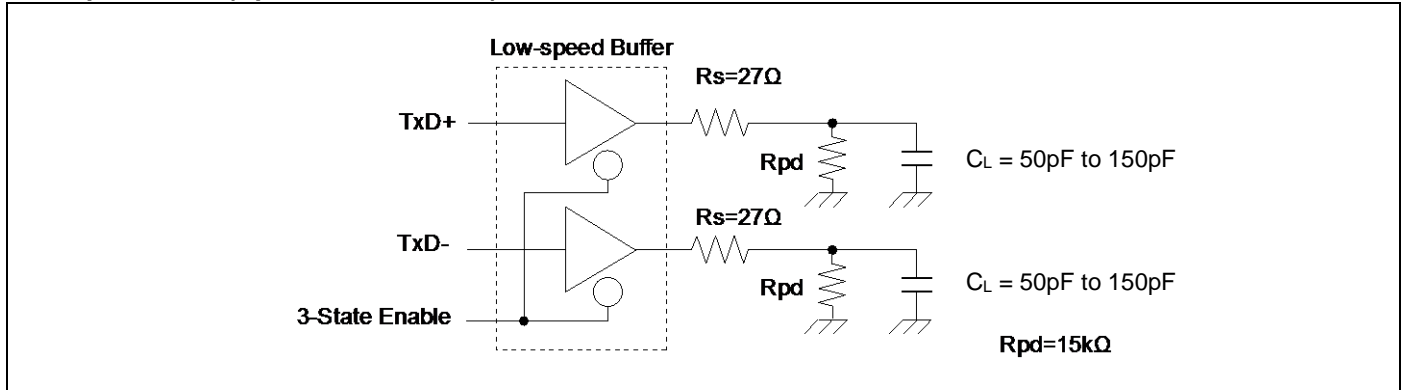 Low-speed Buffer
Rs=27Ω
TxD+
Rpd
CL = 50pF to 150pF
Rs=27Ω
TxD-
Rpd
CL = 50pF to 150pF
3-State Enable
Rpd=15kΩ